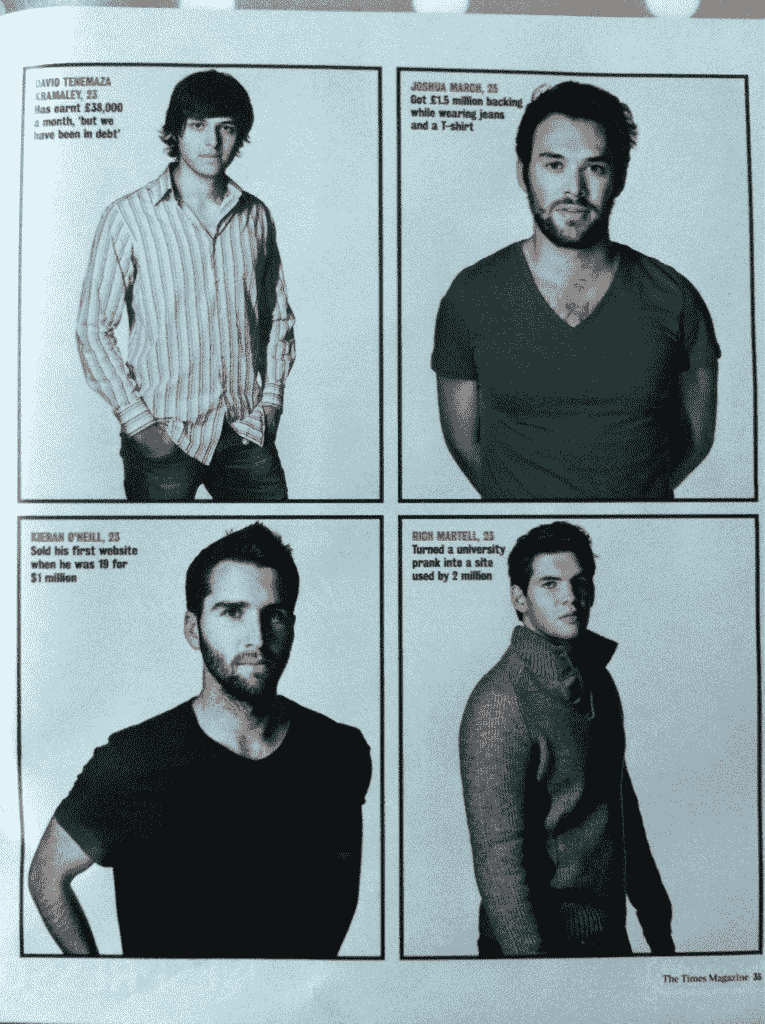 DAVID TENEMAZA
KRAMALEY, 23
Has earnt £38,000
a month, 'but we
have been in debt'
JOSHUA MARCH, 25
Got £1.5 million backing
while wearing jeans
and a T-shirt
KIERAN O'NEILL, 23
Sold his first website
when he was 19 for
$1 million
RICH MARTELL, 23
Turned a university
prank into a site
used by 2 million
The Times Magazine 35